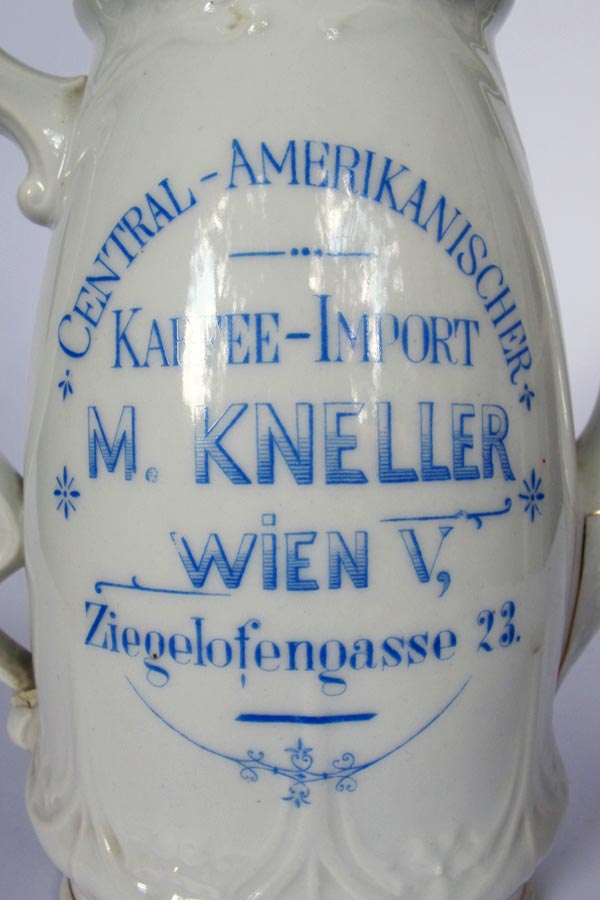 CENTRAL-AMERIKANISCHER
KAFFEE-IMPORT
M. KNELLER
WIEN V,
Ziegelofengasse 23.